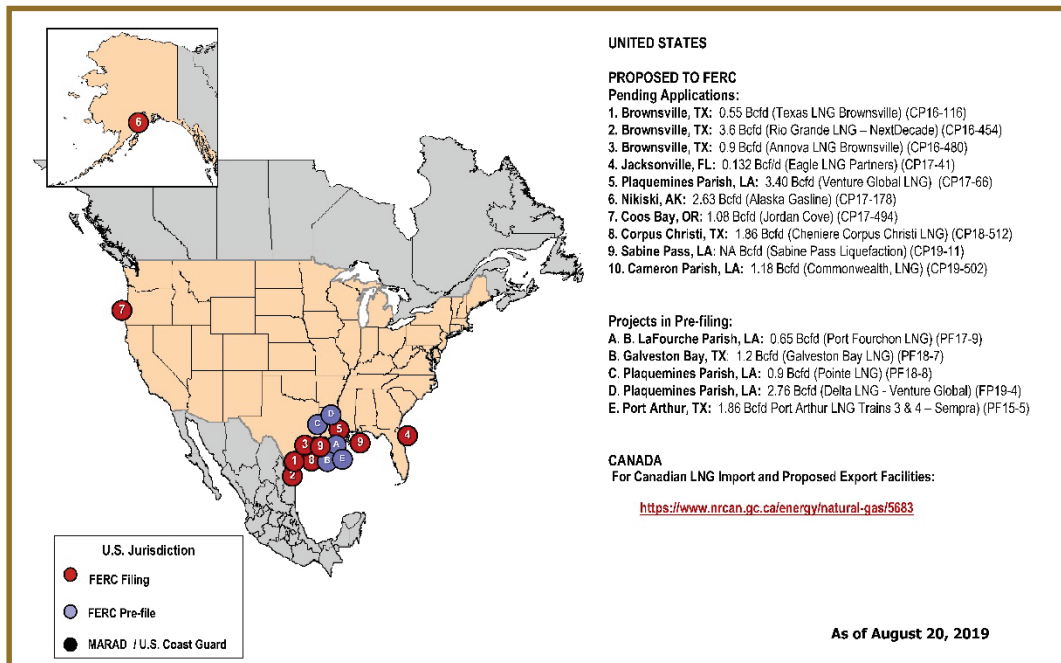 UNITED STATES
PROPOSED TO FERC
Pending Applications:
1. Brownsville, TX: 0.55 Bcfd (Texas LNG Brownsville) (CP16-116)
2. Brownsville, TX: 3.6 Bcfd (Rio Grande LNG – NextDecade) (CP16-454)
3. Brownsville, TX: 0.9 Bcfd (Annova LNG Brownsville) (CP16-480)
4. Jacksonville, FL: 0.132 Bcf/d (Eagle LNG Partners) (CP17-41)
5. Plaquemines Parish, LA: 3.40 Bcfd (Venture Global LNG) (CP17-66)
6. Nikiski, AK: 2.63 Bcfd (Alaska Gasline) (CP17-178)
7. Coos Bay, OR: 1.08 Bcfd (Jordan Cove) (CP17-494)
8. Corpus Christi, TX: 1.86 Bcfd (Cheniere Corpus Christi LNG) (CP18-512)
9. Sabine Pass, LA: NA Bcfd (Sabine Pass Liquefaction) (CP19-11)
10. Cameron Parish, LA: 1.18 Bcfd (Commonwealth, LNG) (CP19-502)
Projects in Pre-filing:
A. B. LaFourche Parish, LA: 0.65 Bcfd (Port Fourchon LNG) (PF17-9)
B. Galveston Bay, TX: 1.2 Bcfd (Galveston Bay LNG) (PF18-7)
C. Plaquemines Parish, LA: 0.9 Bcfd (Pointe LNG) (PF18-8)
D. Plaquemines Parish, LA: 2.76 Bcfd (Delta LNG - Venture Global) (FP19-4)
E. Port Arthur, TX: 1.86 Bcfd Port Arthur LNG Trains 3 & 4 – Sempra) (PF15-5)
CANADA
For Canadian LNG Import and Proposed Export Facilities:
https://www.nrcan.gc.ca/energy/natural-gas/5683
6
7
D
C
5
4
3
9
A
9
1
8
B
E
2
U.S. Jurisdiction
FERC Filing
FERC Pre-file
MARAD / U.S. Coast Guard
As of August 20, 2019